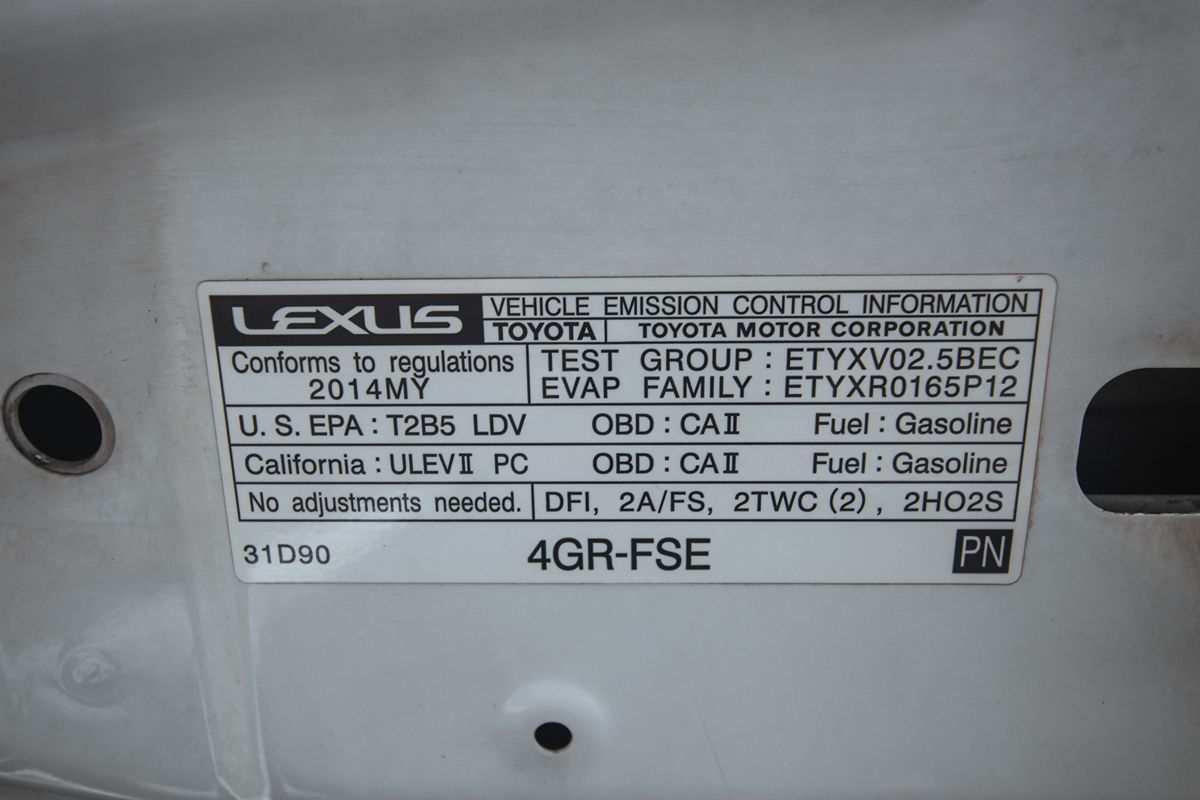 LEXUS VEHICLE EMISSION CONTROL INFORMATION
TOYOTA TOYOTA MOTOR CORPORATION
Conforms to regulations TEST GROUP : ETYXV02.5BEC
2014MY EVAP FAMILY : ETYXR0165P12
U. S. EPA : T2B5 LDV OBD : CAⅡ Fuel : Gasoline
California : ULEVⅡ PC OBD : CAⅡ Fuel : Gasoline
No adjustments needed. DFI, 2A/FS, 2TWC (2) , 2HO2S
31D90 4GR-FSE PN